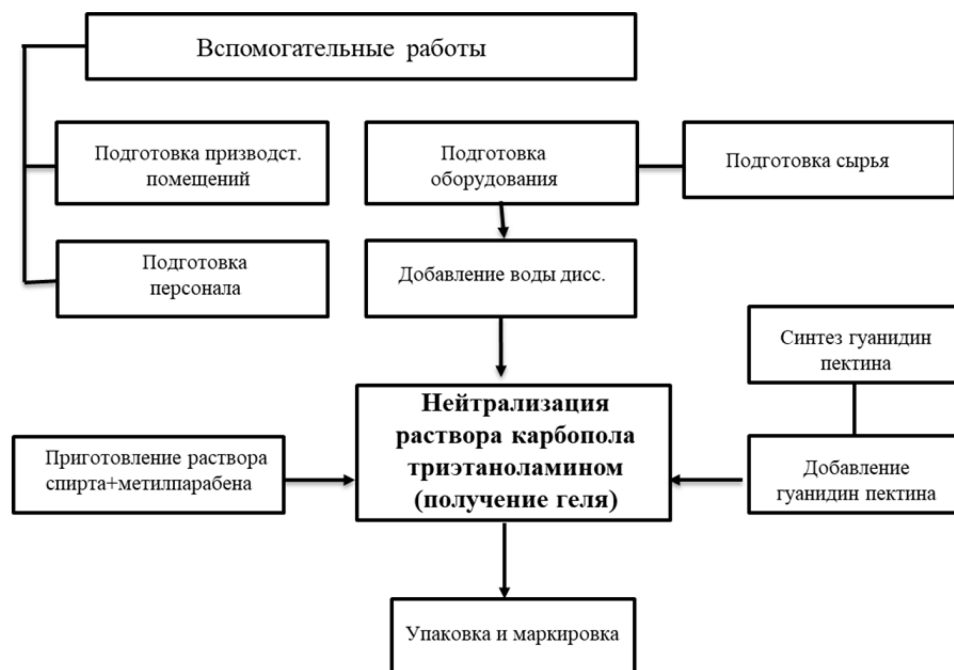 Вспомогательные работы
Подготовка призводст.
помещений
Подготовка
оборудования
Подготовка сырья
Подготовка
персонала
Добавление воды дисс.
Синтез гуанидин
пектина
Нейтрализация
раствора карбопола
триэтаноламином
(получение геля)
Приготовление раствора
спирта+метилпарабена
Добавление
гуанидин пектина
Упаковка и маркировка